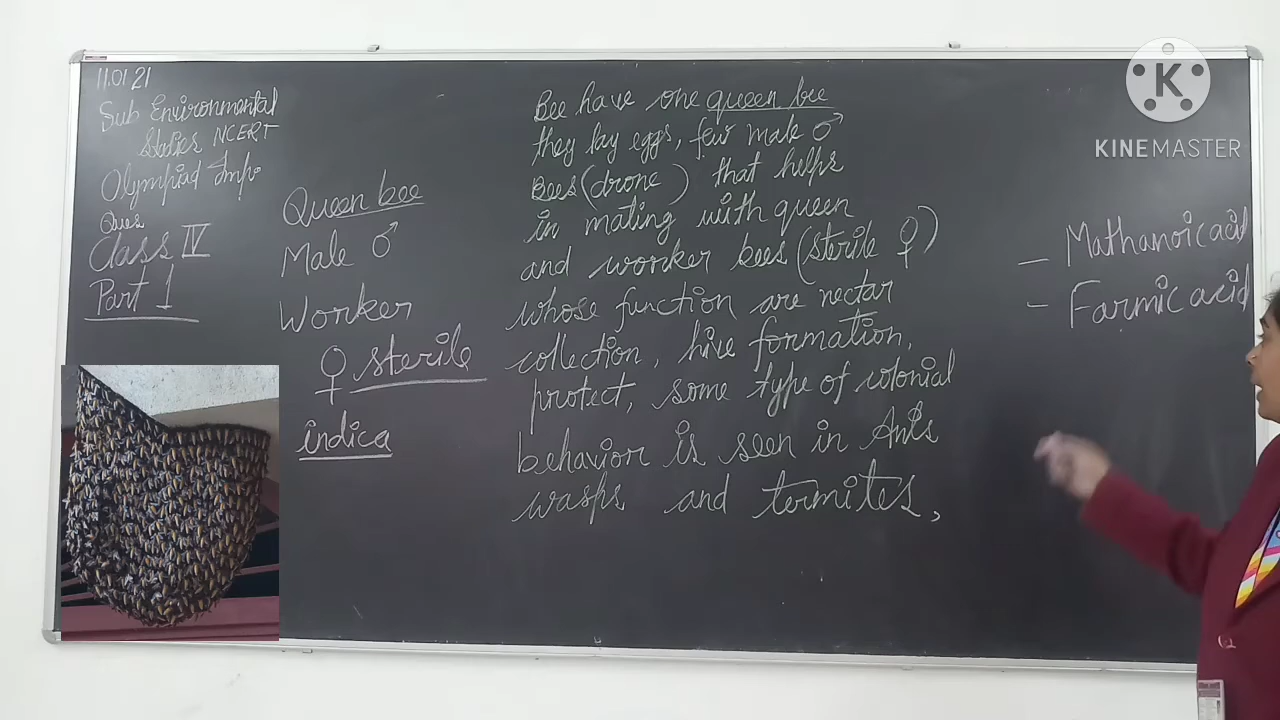 11.01.21
Sub Environmental
Studies NCERT
Olympiad Imp.
Ques
Class IV
Part 1
Queen bee
Male ♂
Worker
♀ sterile
indica
Bee have one queen bee
they lay eggs, few male ♂
Bees (drone ) that helps
in mating with queen
and worker bees (sterile ♀)
whose function are nectar
collection, hive formation,
protect, some type of colonial
behavior is seen in Ants
wasps and termites,
- Mathanoic acid
- Farmic acid
K
KINEMASTER